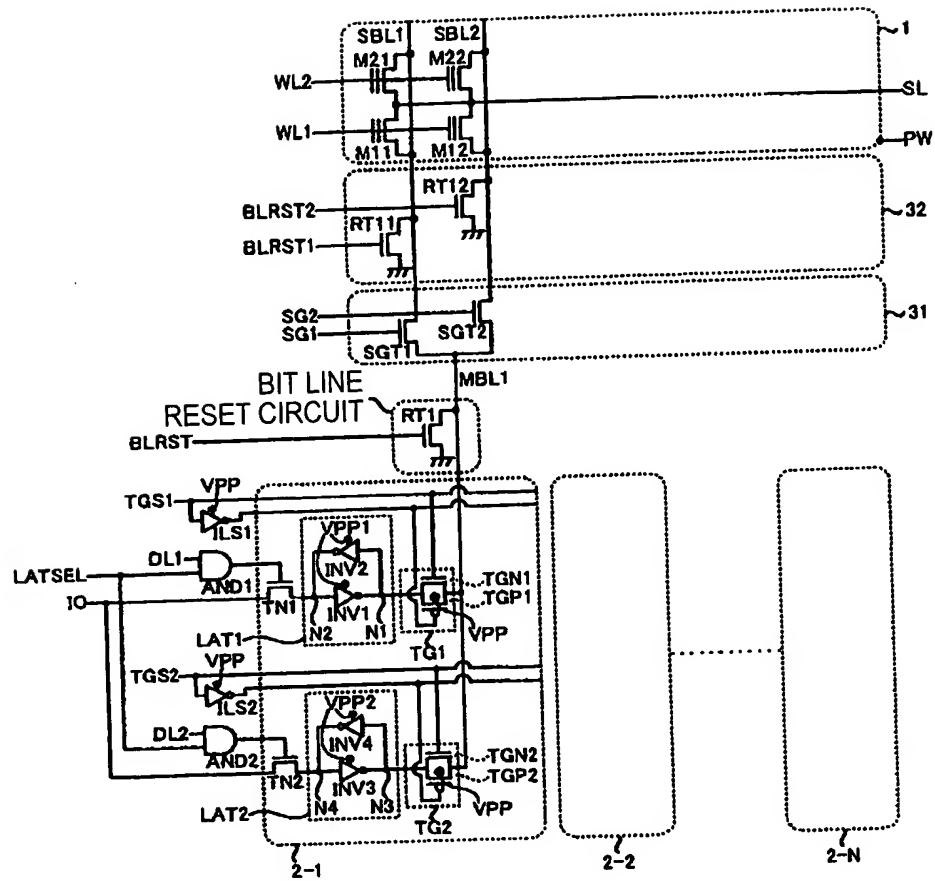 SBL1 SBL2 1
M21 M22
WL2
SL
WL1
M11 M12 PW
RT12
BLRST2 32
RT11
BLRST1
SG2
SG1 SGT2 31
SGT1
MBL1
BIT LINE
RESET CIRCUIT RT1
BLRST
VPP
TGS1
ILS1 VPP1
DL1
LATSEL INV2 TGN1
AND1 TGP1
IO TN1 INV1
N2 N1 VPP
LAT1 TG1
VPP
TGS2
ILS2 VPP2
DL2
INV4 TGN2
AND2 TGP2
TN2 INV3
N4 N3 VPP
LAT2 TG2
2-1 2-2 2-N